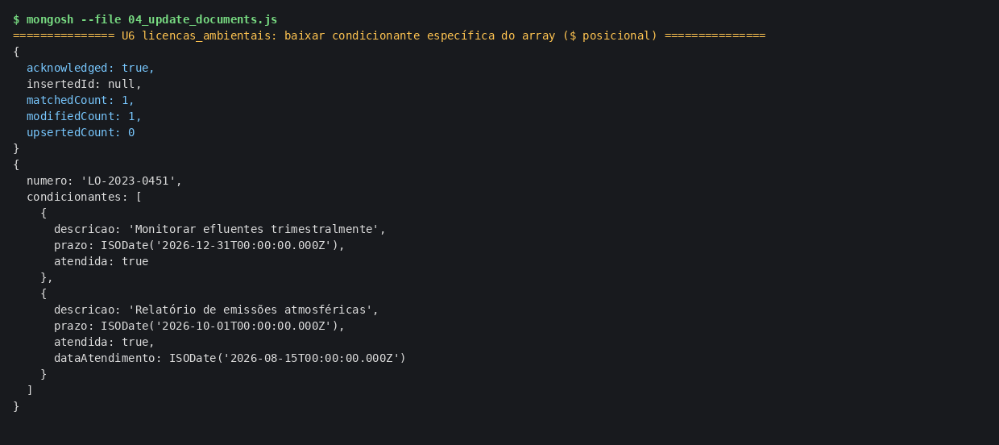 $ mongosh --file 04_update_documents.js
=============== U6 licencas_ambientais: baixar condicionante específica do array ($ posicional) ===============
{
  acknowledged: true,
  insertedId: null,
  matchedCount: 1,
  modifiedCount: 1,
  upsertedCount: 0
}
{
  numero: 'LO-2023-0451',
  condicionantes: [
    {
      descricao: 'Monitorar efluentes trimestralmente',
      prazo: ISODate('2026-12-31T00:00:00.000Z'),
      atendida: true
    },
    {
      descricao: 'Relatório de emissões atmosféricas',
      prazo: ISODate('2026-10-01T00:00:00.000Z'),
      atendida: true,
      dataAtendimento: ISODate('2026-08-15T00:00:00.000Z')
    }
  ]
}